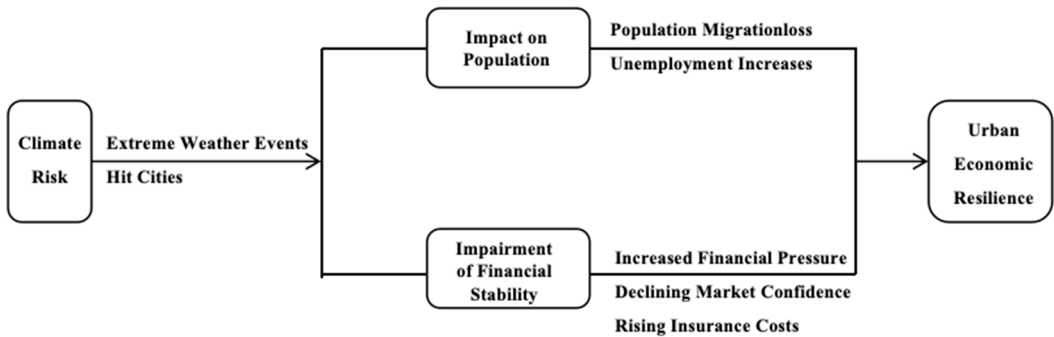 Climate
Risk
Extreme Weather Events
Hit Cities
Impact on
Population
Population Migrationloss
Unemployment Increases
Impairment
of Financial
Stability
Increased Financial Pressure
Declining Market Confidence
Rising Insurance Costs
Urban
Economic
Resilience